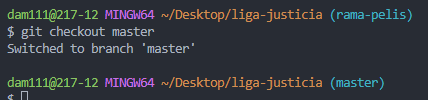 dam111@217-12 MINGW64 ~/Desktop/liga-justicia (rama-pelis)
$ git checkout master
Switched to branch 'master'
dam111@217-12 MINGW64 ~/Desktop/liga-justicia (master)
$